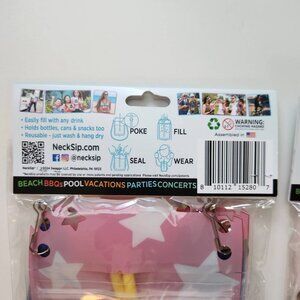 • Easily fill with any drink
• Holds bottles, cans & snacks too
• Reusable - just wash & hang dry
POKE
FILL
WARNING:
CHOKING HAZARD
Assembled in
NeckSip.com
@necksip
SEAL
WEAR
8 10112 15280 7
BEACH BBQs POOL VACATIONS PARTIES CONCERTS